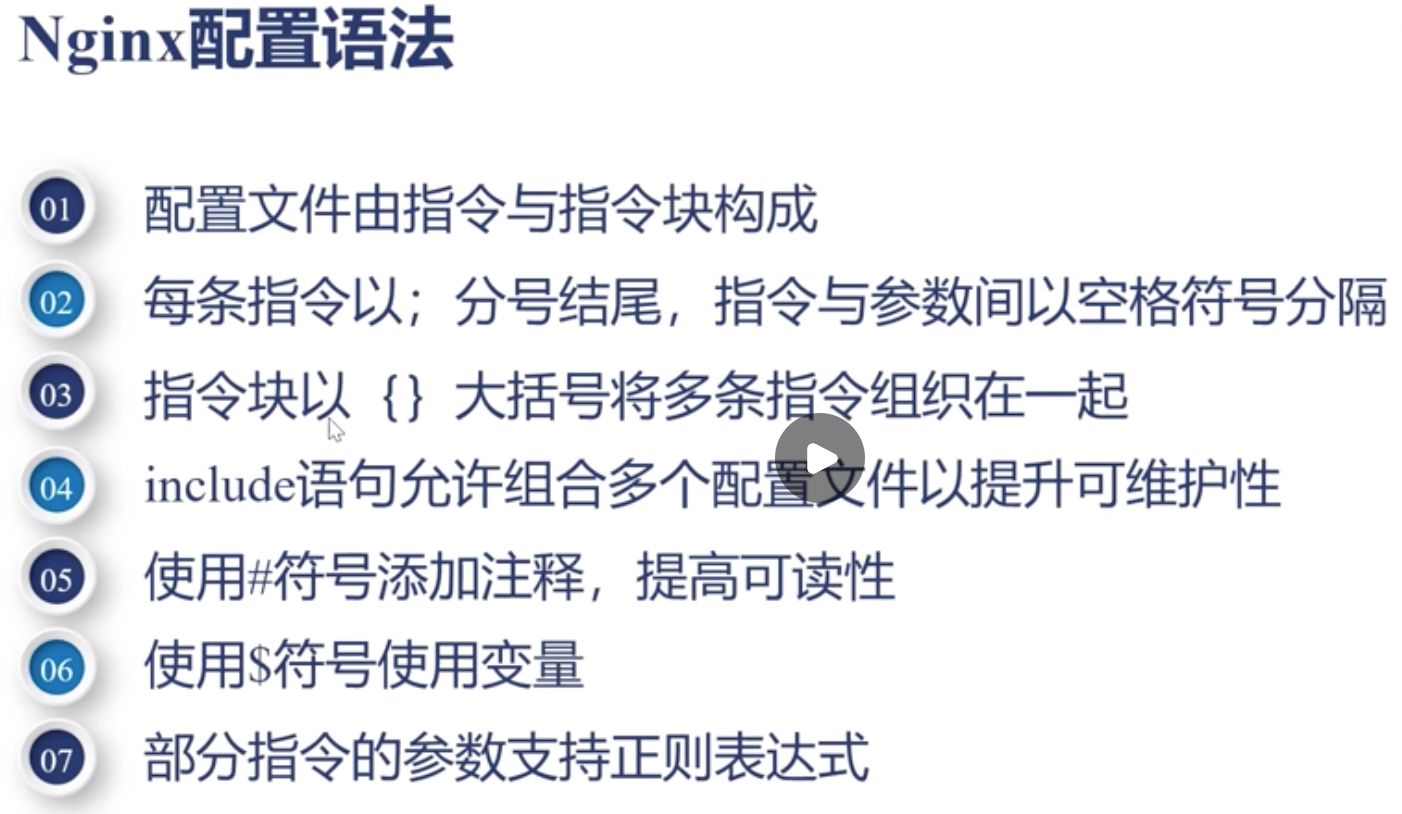 Nginx配置语法
01 配置文件由指令与指令块构成
02 每条指令以；分号结尾，指令与参数间以空格符号分隔
03 指令块以 {} 大括号将多条指令组织在一起
04 include语句允许组合多个配置文件以提升可维护性
05 使用#符号添加注释，提高可读性
06 使用$符号使用变量
07 部分指令的参数支持正则表达式